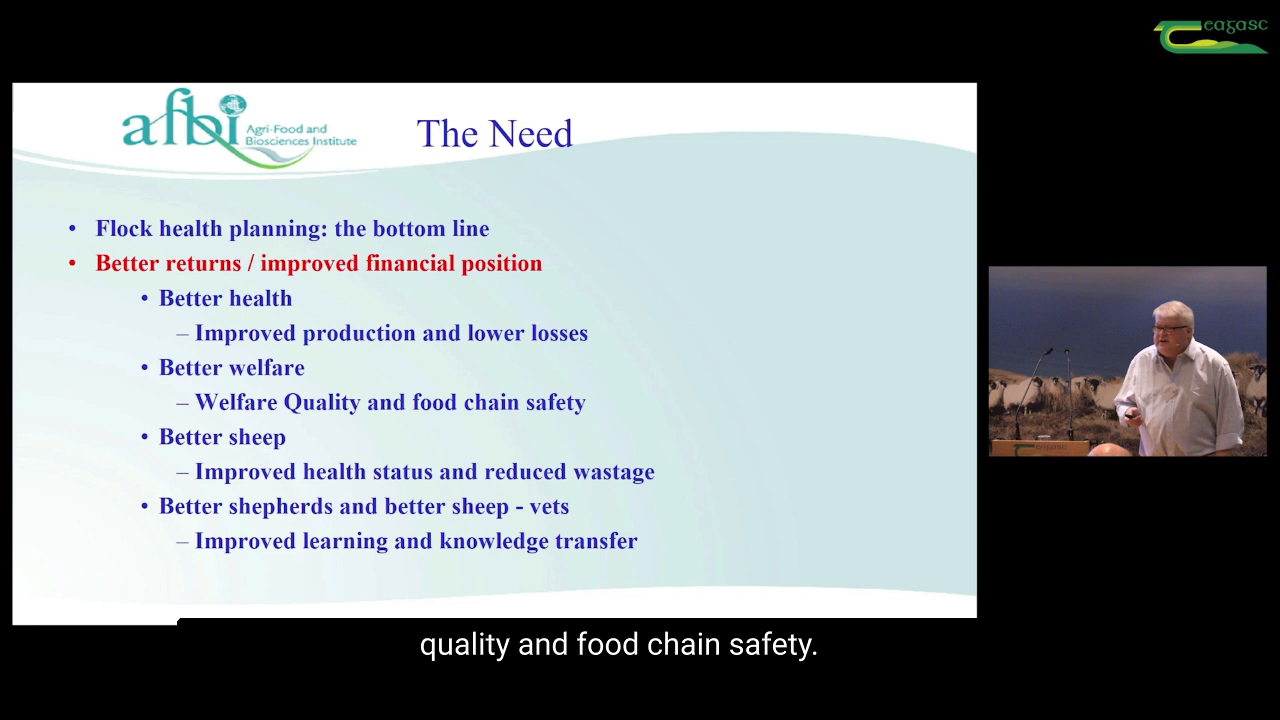 eagasc
afbi
Agri-Food and
Biosciences Institute
The Need
• Flock health planning: the bottom line
• Better returns / improved financial position
• Better health
– Improved production and lower losses
• Better welfare
– Welfare Quality and food chain safety
• Better sheep
– Improved health status and reduced wastage
• Better shepherds and better sheep - vets
– Improved learning and knowledge transfer
quality and food chain safety.